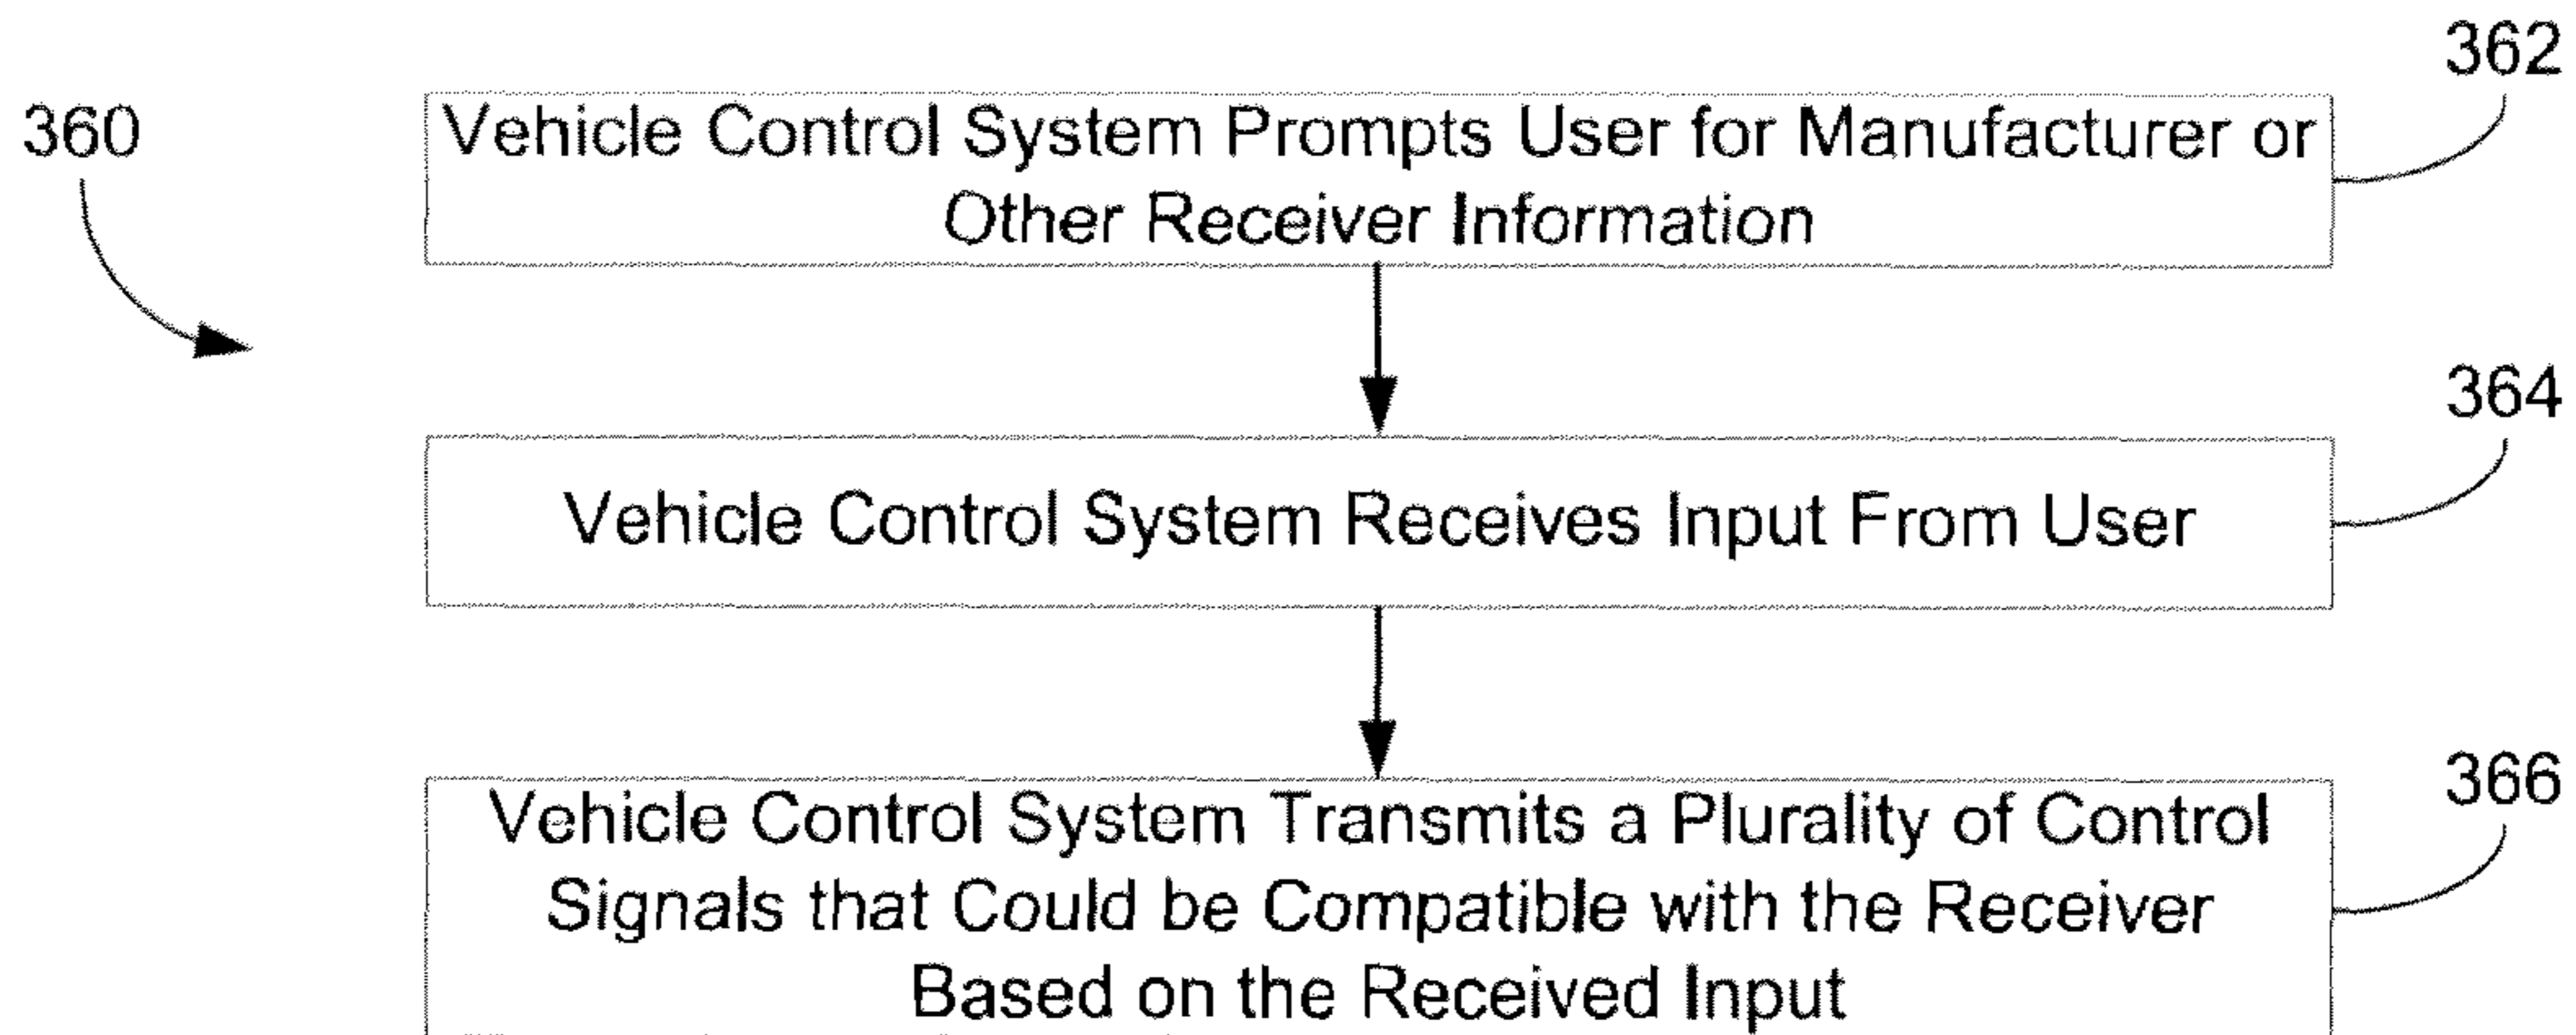 362
360
Vehicle Control System Prompts User for Manufacturer or
Other Receiver Information
364
Vehicle Control System Receives Input From User
366
Vehicle Control System Transmits a Plurality of Control
Signals that Could be Compatible with the Receiver
Based on the Received Input